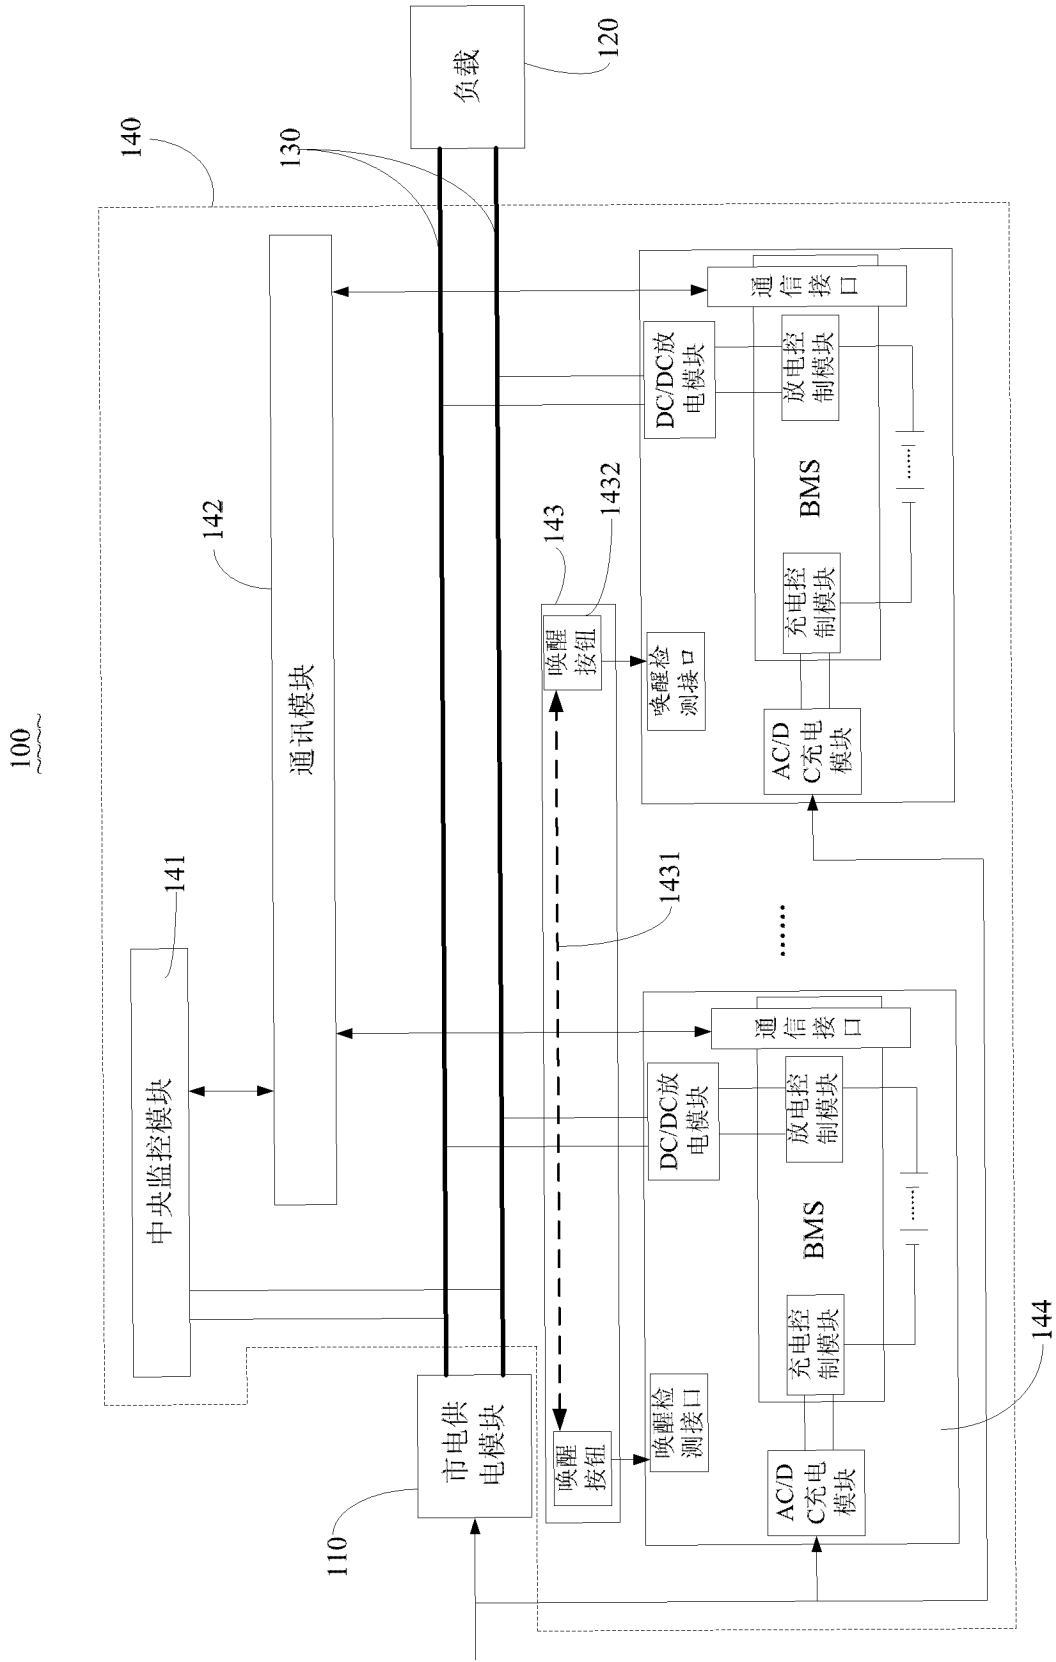 100
140
141
中央监控模块
142
通讯模块
130
负载
120
110
市电供
电模块
143
1431
唤醒
按钮
唤醒
按钮
1432
唤醒检
测接口
DC/DC放
电模块
通信接口
AC/D
C充电
模块
充电控
制模块
BMS
放电控
制模块
......
......
唤醒检
测接口
DC/DC放
电模块
通信接口
AC/D
C充电
模块
充电控
制模块
BMS
放电控
制模块
......
144